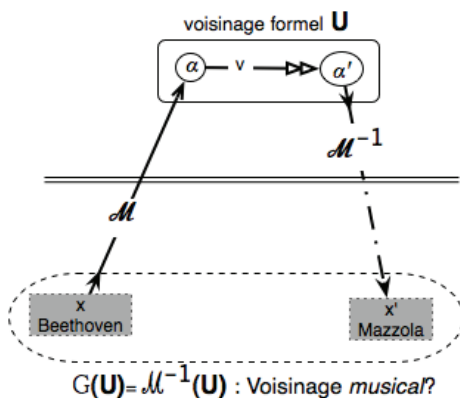 voisinage formel U
α v α'
ℳ⁻¹
ℳ
x x'
Beethoven Mazzola
G(U)=ℳ⁻¹(U) : Voisinage musical?